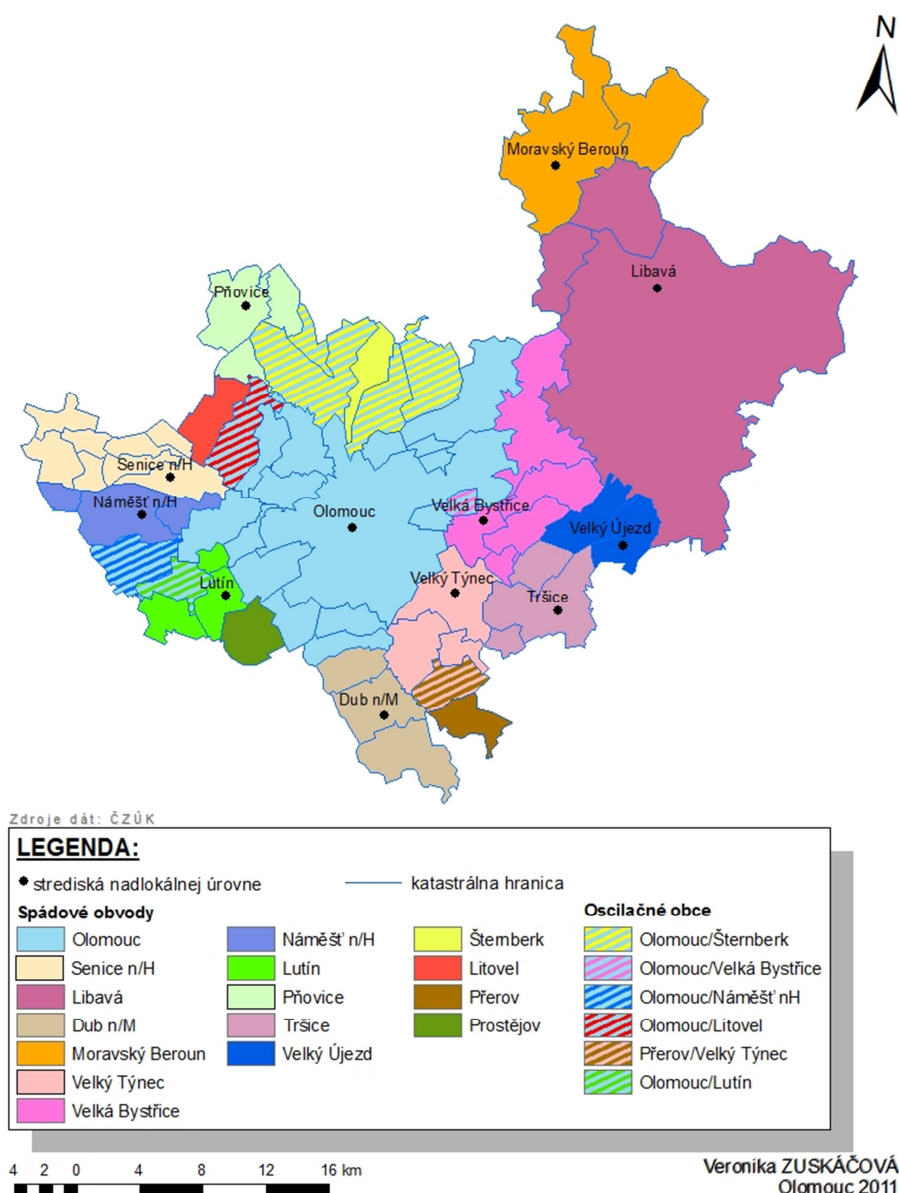 N
Moravský Beroun
Libavá
Pňovice
Senice n/H
Náměšť n/H
Olomouc
Velká Bystřice
Velký Újezd
Lutín
Velký Týnec
Tršice
Dub n/M
Zdroje dát: ČZÚK
LEGENDA:
strediská nadlokálnej úrovne
katastrálna hranica
Spádové obvody
Oscilačné obce
Olomouc
Senice n/H
Libavá
Dub n/M
Moravský Beroun
Velký Týnec
Velká Bystřice
Náměšť n/H
Lutín
Pňovice
Tršice
Velký Újezd
Šternberk
Litovel
Přerov
Prostějov
Olomouc/Šternberk
Olomouc/Velká Bystřice
Olomouc/Náměšť nH
Olomouc/Litovel
Přerov/Velký Týnec
Olomouc/Lutín
4 2 0 4 8 12 16 km
Veronika ZUSKÁČOVÁ
Olomouc 2011